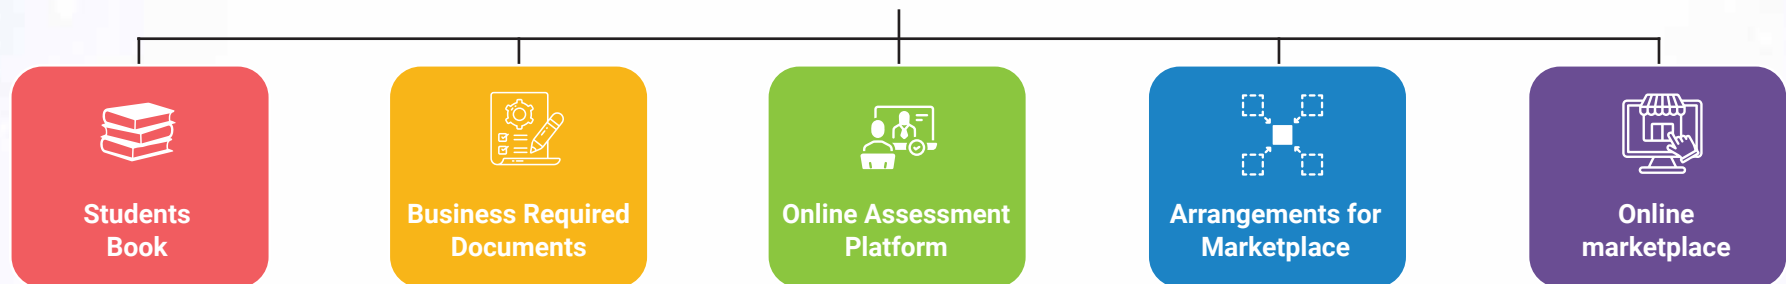 Students
Book
Business Required
Documents
Online Assessment
Platform
Arrangements for
Marketplace
Online
marketplace